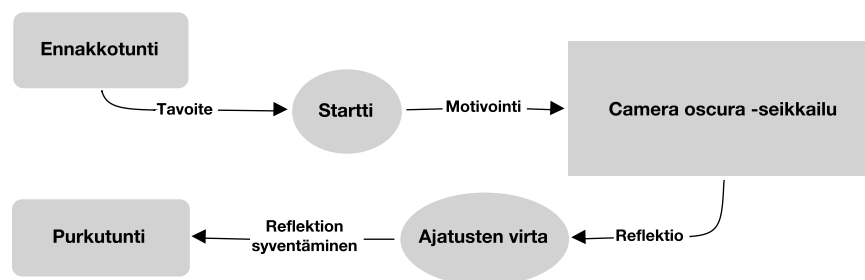 Ennakkotunti
Tavoite
Startti
Motivointi
Camera oscura -seikkailu
Reflektio
Ajatusten virta
Reflektion
syventäminen
Purkutunti